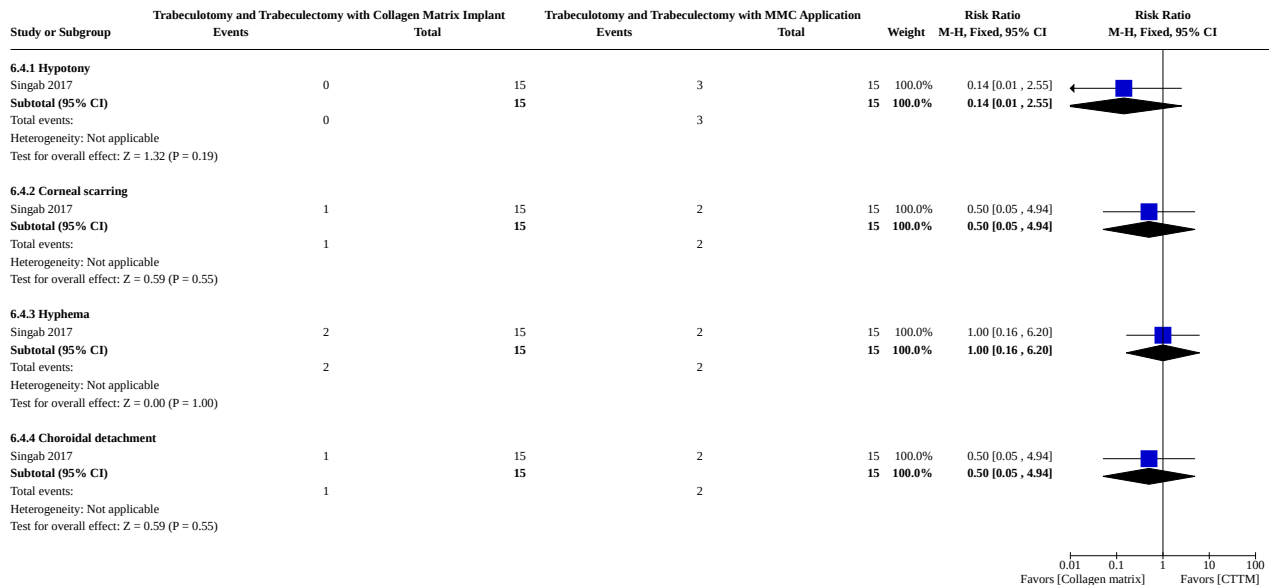 Trabeculotomy and Trabeculectomy with Collagen Matrix Implant Trabeculotomy and Trabeculectomy with MMC Application Risk Ratio Risk Ratio
Study or Subgroup Events Total Events Total Weight M-H, Fixed, 95% CI M-H, Fixed, 95% CI
6.4.1 Hypotony
Singab 2017 0 15 3 15 100.0% 0.14 [0.01 , 2.55]
Subtotal (95% CI) 15 15 100.0% 0.14 [0.01 , 2.55]
Total events: 0 3
Heterogeneity: Not applicable
Test for overall effect: Z = 1.32 (P = 0.19)
6.4.2 Corneal scarring
Singab 2017 1 15 2 15 100.0% 0.50 [0.05 , 4.94]
Subtotal (95% CI) 15 15 100.0% 0.50 [0.05 , 4.94]
Total events: 1 2
Heterogeneity: Not applicable
Test for overall effect: Z = 0.59 (P = 0.55)
6.4.3 Hyphema
Singab 2017 2 15 2 15 100.0% 1.00 [0.16 , 6.20]
Subtotal (95% CI) 15 15 100.0% 1.00 [0.16 , 6.20]
Total events: 2 2
Heterogeneity: Not applicable
Test for overall effect: Z = 0.00 (P = 1.00)
6.4.4 Choroidal detachment
Singab 2017 1 15 2 15 100.0% 0.50 [0.05 , 4.94]
Subtotal (95% CI) 15 15 100.0% 0.50 [0.05 , 4.94]
Total events: 1 2
Heterogeneity: Not applicable
Test for overall effect: Z = 0.59 (P = 0.55)
0.01 0.1 1 10 100
Favors [Collagen matrix] Favors [CTTM]